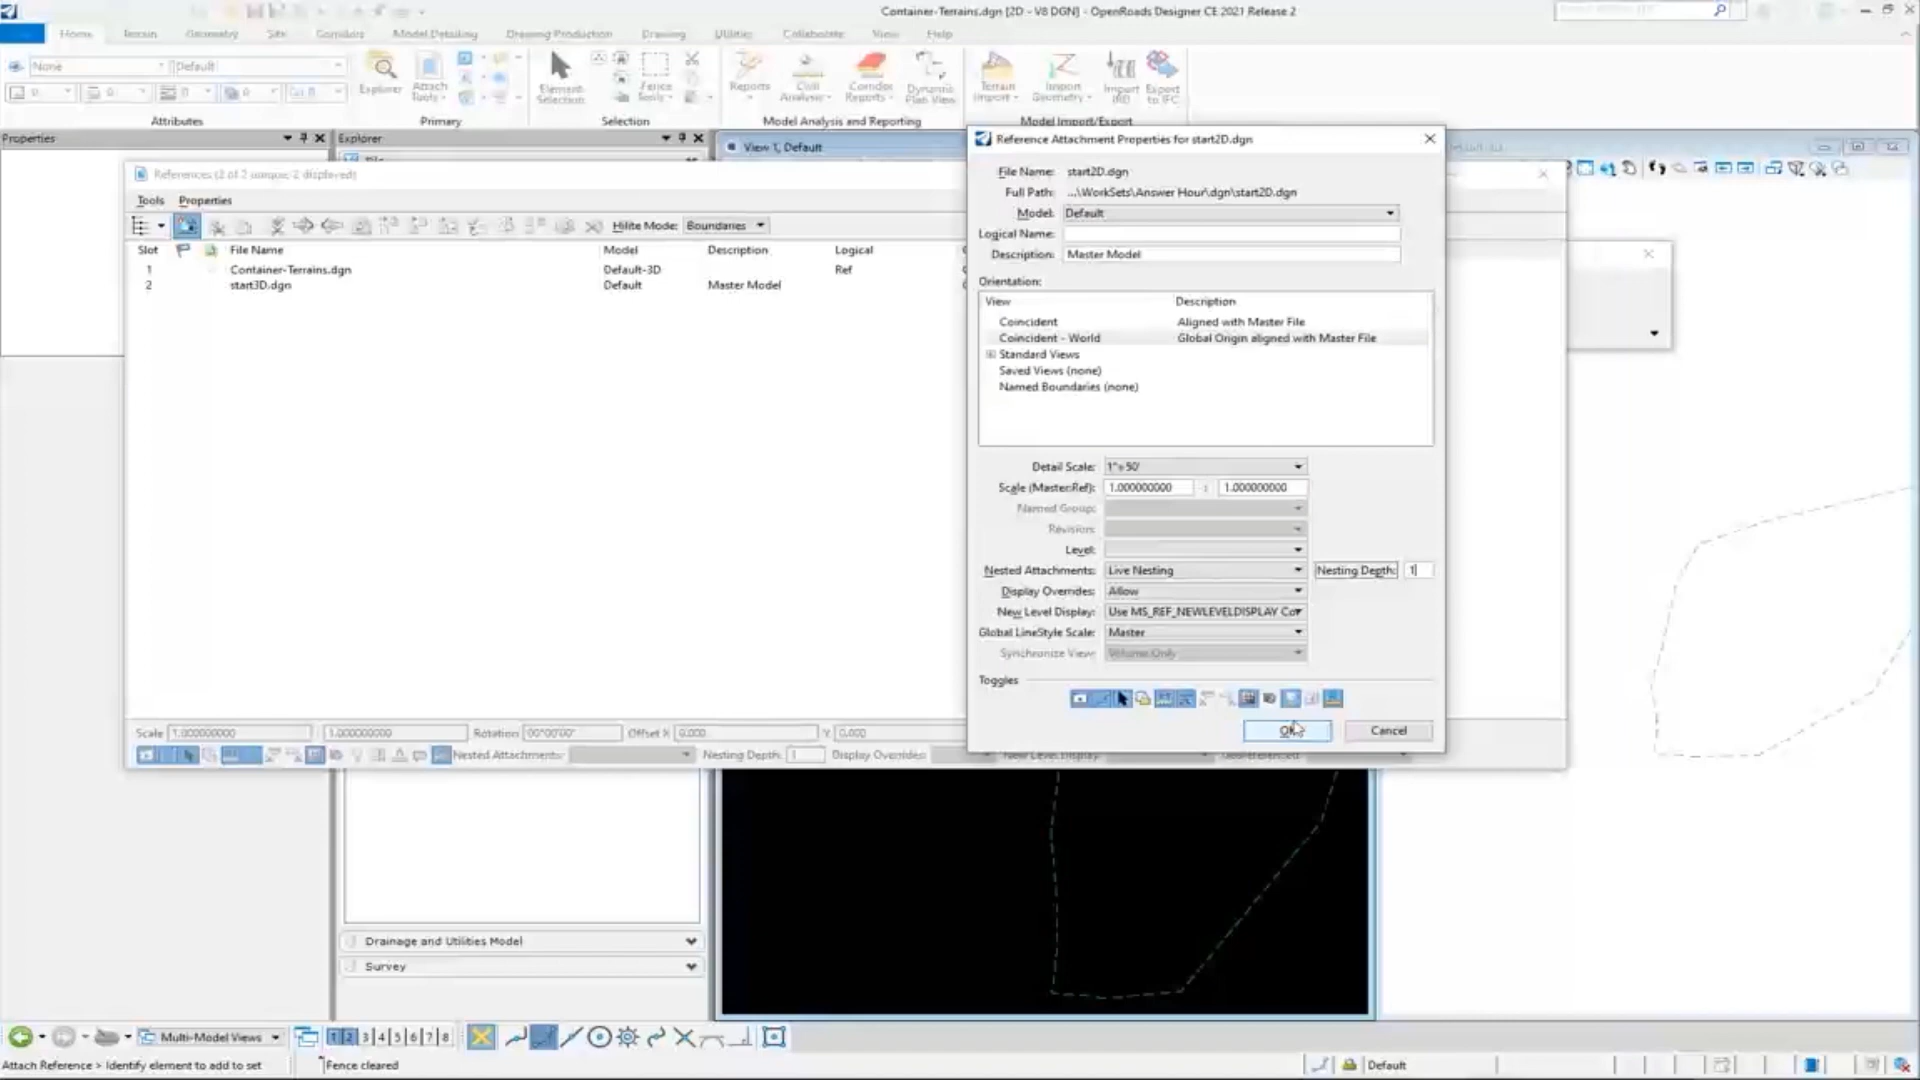 Container-Terrains.dgn [2D - V8 DGN] - OpenRoads Designer CE 2021 Release 2
Home Terrain Geometry Site Corridors Model Detailing Drawing Production Drawing Utilities Collaborate View Help
None Default
Explorer Attach Tools Element Selection Fence Tools Reports Civil Analysis Corridor Reports Dynamic Plan View Terrain Import Import Geometry Import IRD Export to IFC
Attributes Primary Selection Model Analysis and Reporting Model Import/Export
Properties Explorer
View 1, Default
References (2 of 2 unique, 2 displayed)
Tools Properties
Hilite Mode: Boundaries
Slot File Name Model Description Logical
1 Container-Terrains.dgn Default-3D Ref
2 start3D.dgn Default Master Model
Scale 1.000000000 : 1.000000000 Rotation 00°00'00" Offset X 0.000 Y 0.000
Nested Attachments: Nesting Depth: 1 Display Overrides: New Level Display: Georeferenced:
Reference Attachment Properties for start2D.dgn
File Name: start2D.dgn
Full Path: ...\WorkSets\Answer Hour\dgn\start2D.dgn
Model: Default
Logical Name:
Description: Master Model
Orientation:
View Description
Coincident Aligned with Master File
Coincident - World Global Origin aligned with Master File
Standard Views
Saved Views (none)
Named Boundaries (none)
Detail Scale: 1"=50'
Scale (Master:Ref): 1.000000000 : 1.000000000
Named Group:
Revision:
Level:
Nested Attachments: Live Nesting Nesting Depth: 1
Display Overrides: Allow
New Level Display: Use MS_REF_NEWLEVELDISPLAY Co
Global LineStyle Scale: Master
Synchronize View: Volume Only
Toggles
OK Cancel
Drainage and Utilities Model
Survey
Multi-Model Views 1 2 3 4 5 6 7 8
Attach Reference > Identify element to add to set Fence cleared Default